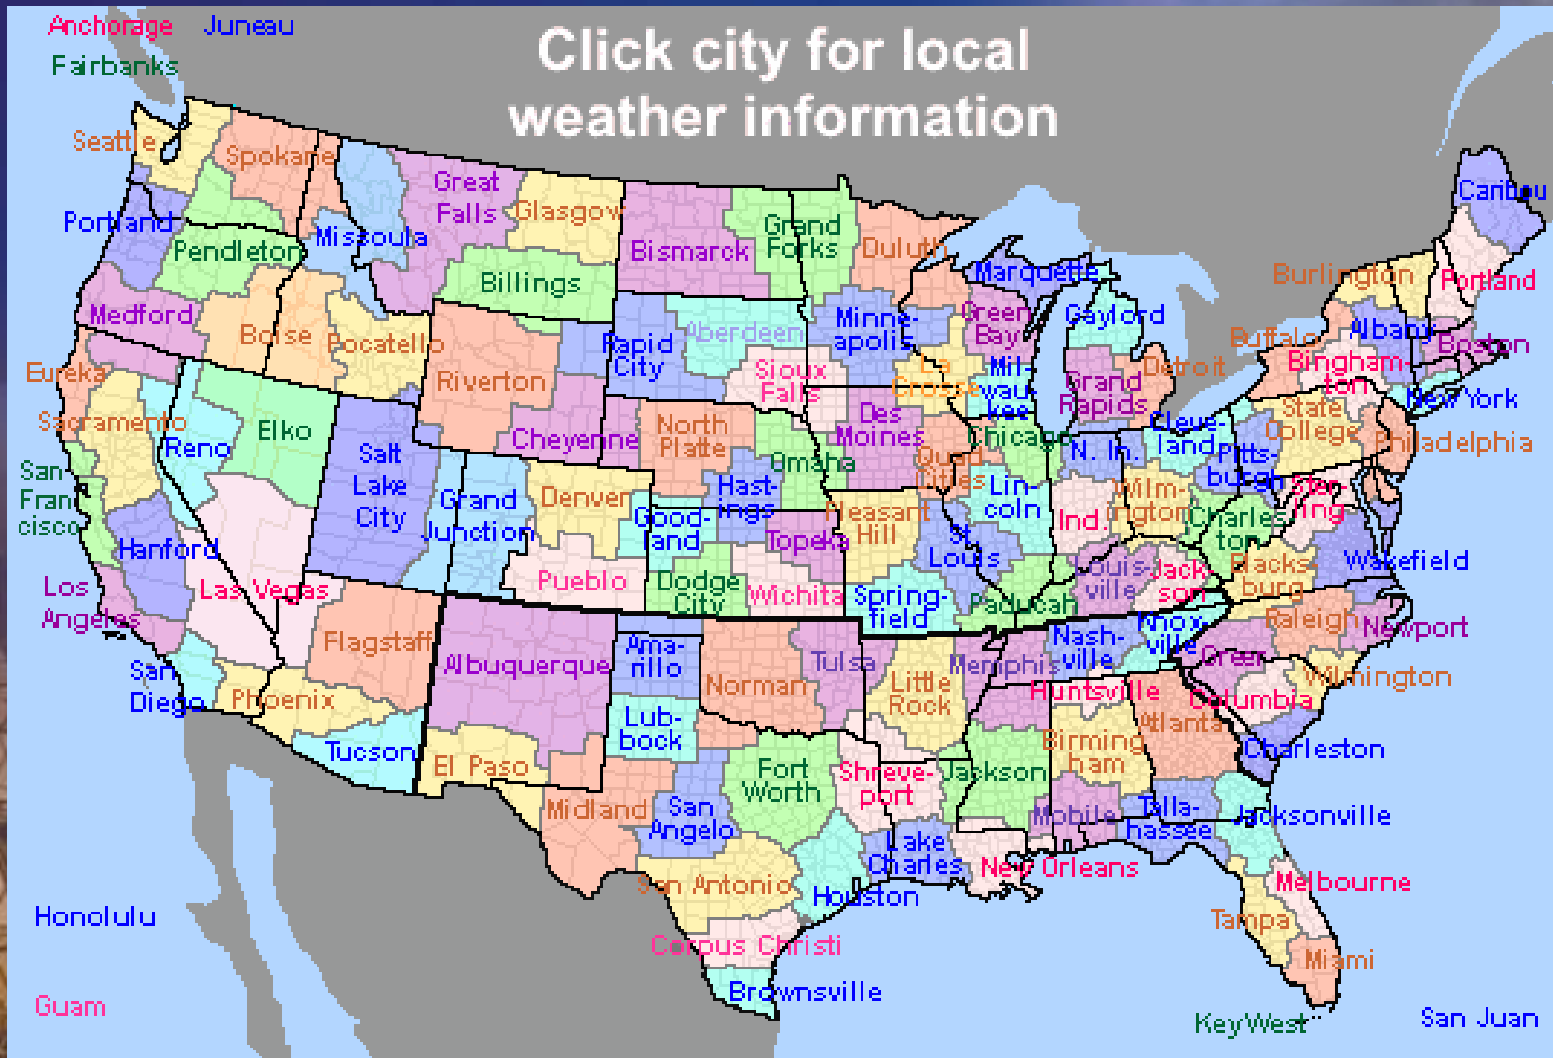 Anchorage
Juneau
Fairbanks
Click city for local
weather information
Seattle
Spokane
Great
Falls
Glasgow
Portland
Missoula
Pendleton
Billings
Bismarck
Grand
Forks
Duluth
Caribou
Marquette
Burlington
Portland
Medford
Boise
Pocatello
Riverton
Rapid
City
Aberdeen
Minne-
apolis
Green
Bay
Gaylord
Buffalo
Albany
Boston
Eureka
Sioux
Falls
La
Crosse
Mil-
wau-
kee
Grand
Rapids
Detroit
Bingham-
ton
New York
Sacramento
Reno
Elko
Salt
Lake
City
Cheyenne
North
Platte
Omaha
Des
Moines
Quad
Cities
Chicago
N. In.
Cleve-
land
Pitts-
burgh
State
College
Philadelphia
San
Fran
cisco
Grand
Junction
Denver
Hast-
ings
Good-
land
Topeka
Pleasant
Hill
Lin-
coln
St
Louis
Ind.
Wilm-
ington
Charles
ton
Ster-
ling
Hanford
Las Vegas
Pueblo
Dodge
City
Wichita
Spring-
field
Paducah
Louis-
ville
Jack-
son
Blacks-
burg
Wakefield
Los
Angeles
Flagstaff
Albuquerque
Ama-
rillo
Norman
Tulsa
Little
Rock
Memphis
Nash-
ville
Knox
ville
Raleigh
Newport
Greer
Wilmington
San
Diego
Phoenix
Tucson
El Paso
Lub-
bock
Huntsville
Columbia
Birming
ham
Atlanta
Charleston
Midland
San
Angelo
Fort
Worth
Shreve-
port
Jackson
Mobile
Talla-
hassee
Jacksonville
San Antonio
Houston
Lake
Charles
New Orleans
Melbourne
Tampa
Miami
Honolulu
Corpus Christi
Brownsville
Guam
Key West
San Juan